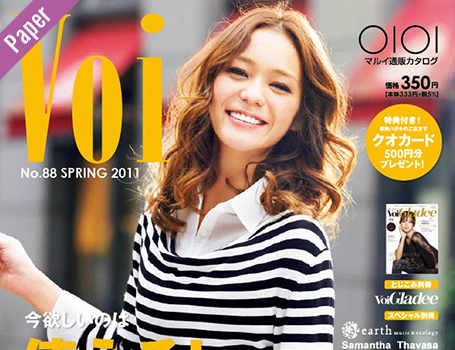 Paper
Voi
No.88 SPRING 2011
OIOI
マルイ通販カタログ
価格350円
[本体333円+税5%]
特典付き!
クオカード
500円分
プレゼント!
VoiGladee
とじこみ別冊
VoiGladee
スペシャル別冊
earth music&ecology
Samantha Thavasa
今欲しいのは